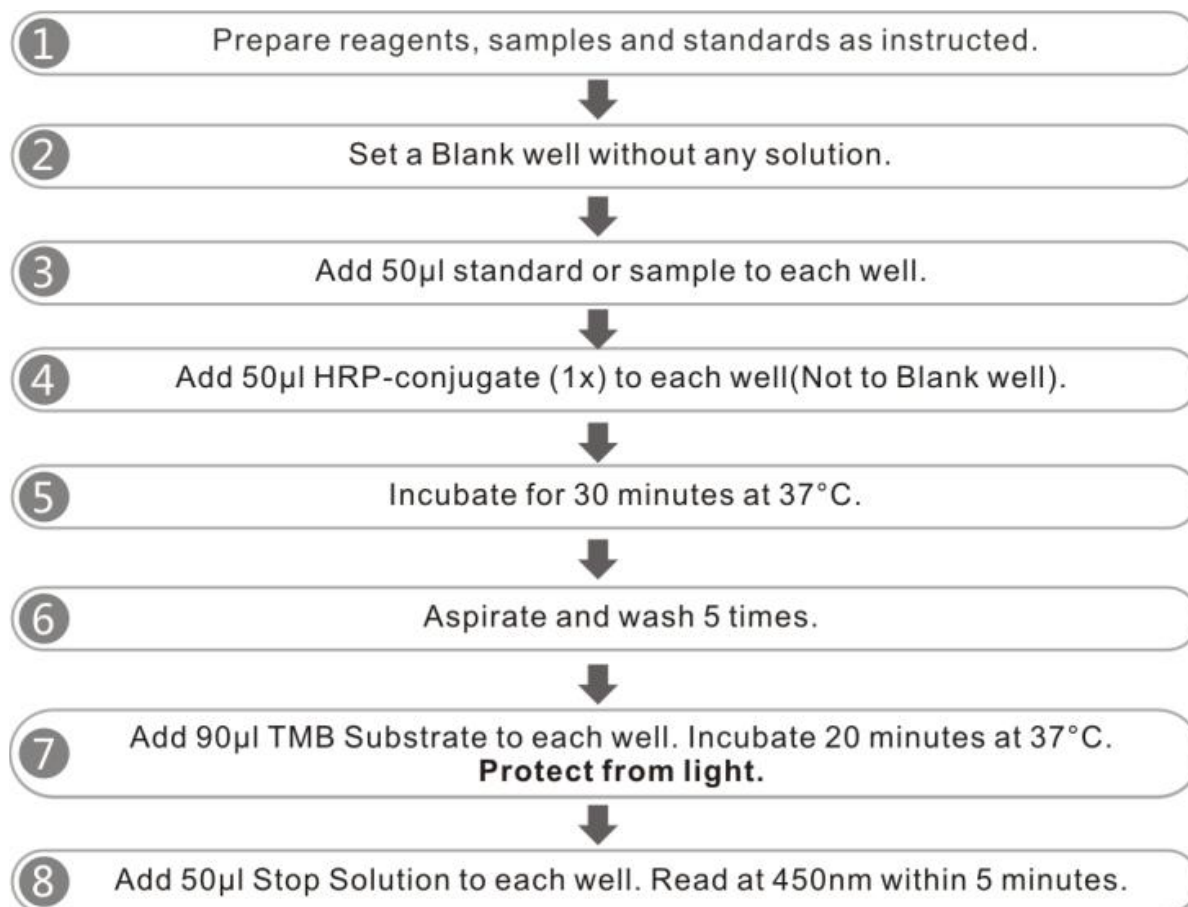 1 Prepare reagents, samples and standards as instructed.
2 Set a Blank well without any solution.
3 Add 50µl standard or sample to each well.
4 Add 50µl HRP-conjugate (1x) to each well(Not to Blank well).
5 Incubate for 30 minutes at 37°C.
6 Aspirate and wash 5 times.
7 Add 90µl TMB Substrate to each well. Incubate 20 minutes at 37°C.
Protect from light.
8 Add 50µl Stop Solution to each well. Read at 450nm within 5 minutes.